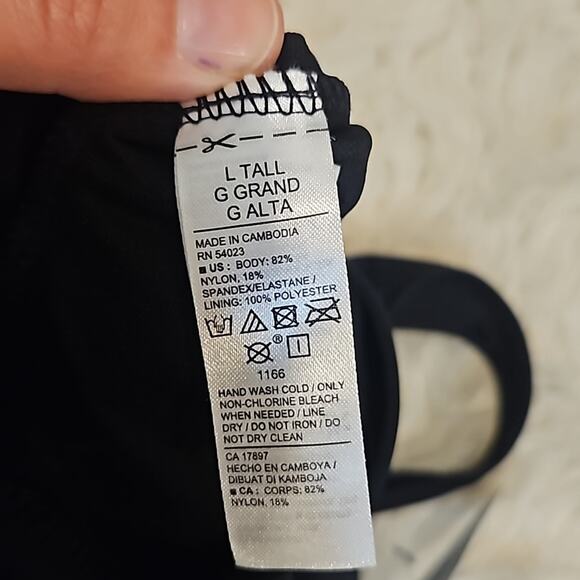 L TALL
G GRAND
G ALTA
MADE IN CAMBODIA
RN 54023
■ US : BODY: 82%
NYLON, 18%
SPANDEX/ELASTANE /
LINING: 100% POLYESTER
®
1166
HAND WASH COLD / ONLY
NON-CHLORINE BLEACH
WHEN NEEDED / LINE
DRY / DO NOT IRON / DO
NOT DRY CLEAN
CA 17897
HECHO EN CAMBOYA /
DIBUAT DI KAMBOJA
■ CA : CORPS: 82%
NYLON, 18%